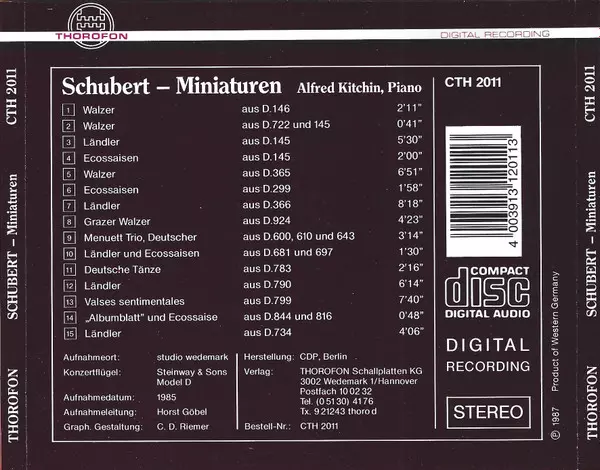 THOROFON
DIGITAL RECORDING
THOROFON SCHUBERT – Miniaturen CTH 2011
Schubert – Miniaturen Alfred Kitchin, Piano
1 Walzer aus D.146 2'11"
2 Walzer aus D.722 und 145 0'41"
3 Ländler aus D.145 5'30"
4 Ecossaisen aus D.145 2'00"
5 Walzer aus D.365 6'51"
6 Ecossaisen aus D.299 1'58"
7 Ländler aus D.366 8'18"
8 Grazer Walzer aus D.924 4'23"
9 Menuett Trio, Deutscher aus D.600, 610 und 643 3'14"
10 Ländler und Ecossaisen aus D.681 und 697 1'30"
11 Deutsche Tänze aus D.783 2'16"
12 Ländler aus D.790 6'14"
13 Valses sentimentales aus D.799 7'40"
14 „Albumblatt" und Ecossaise aus D.844 und 816 0'48"
15 Ländler aus D.734 4'06"
Aufnahmeort: studio wedemark
Konzertflügel: Steinway & Sons
Model D
Aufnahmedatum: 1985
Aufnahmeleitung: Horst Göbel
Graph. Gestaltung: C. D. Riemer
Herstellung: CDP, Berlin
Verlag: THOROFON Schallplatten KG
3002 Wedemark 1/Hannover
Postfach 10 02 32
Tel. (0 51 30) 41 76
Tx. 9 21243 thoro d
Bestell-Nr.: CTH 2011
CTH 2011
4 003913 120113
COMPACT
disc
DIGITAL AUDIO
DIGITAL
RECORDING
STEREO
℗ 1987 Product of Western Germany
THOROFON SCHUBERT – Miniaturen CTH 2011